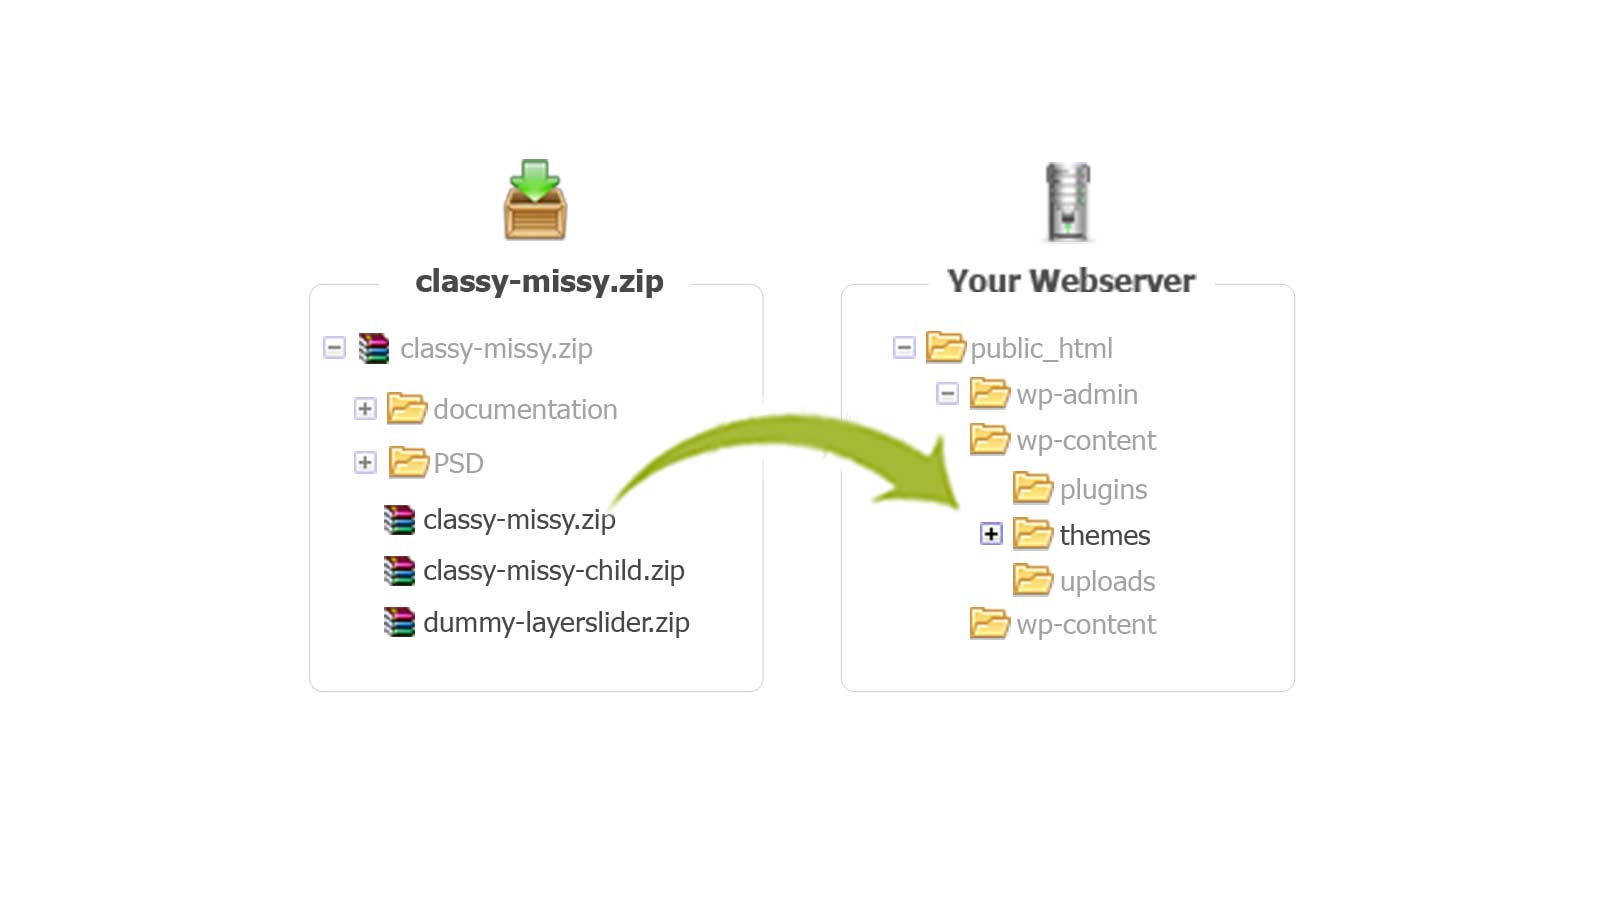 classy-missy.zip
classy-missy.zip
documentation
PSD
classy-missy.zip
classy-missy-child.zip
dummy-layerslider.zip
Your Webserver
public_html
wp-admin
wp-content
plugins
themes
uploads
wp-content